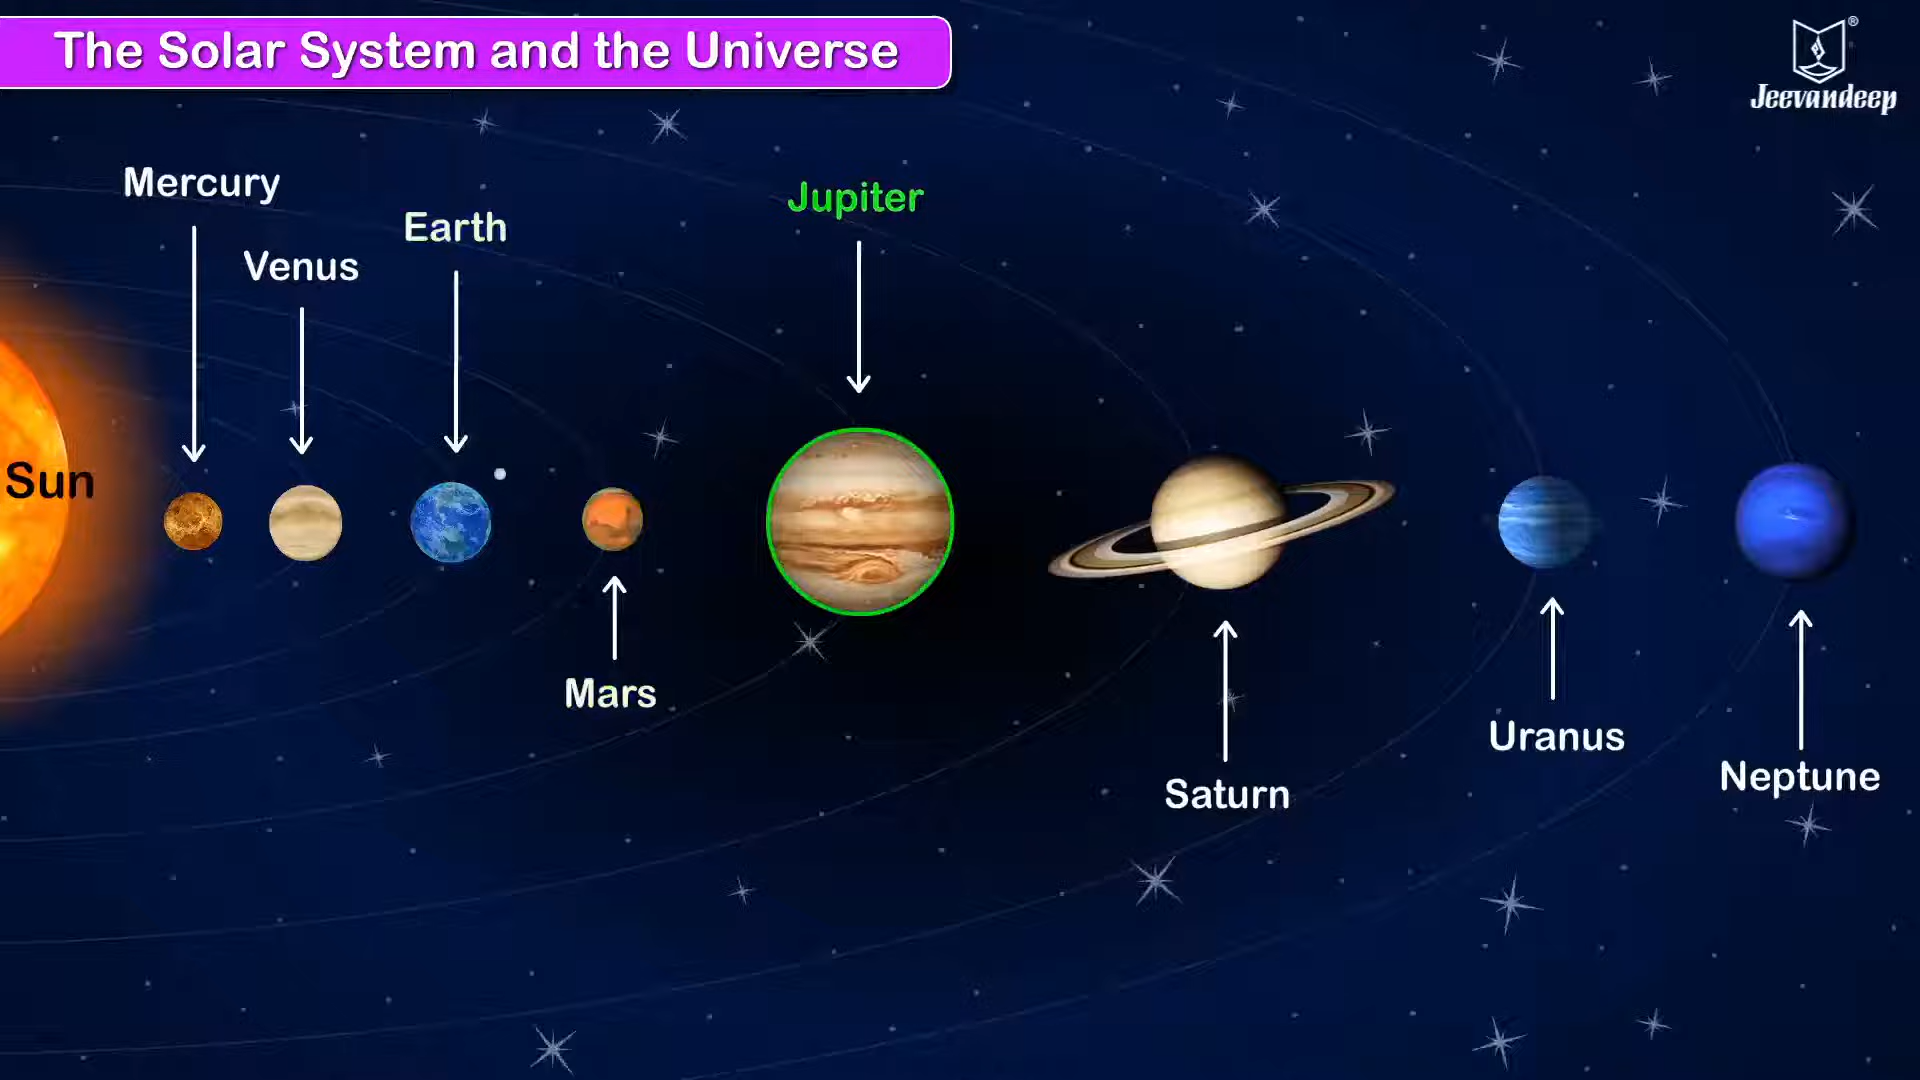 The Solar System and the Universe
®
Jeevandeep
Mercury
Venus
Earth
Jupiter
Sun
Mars
Saturn
Uranus
Neptune